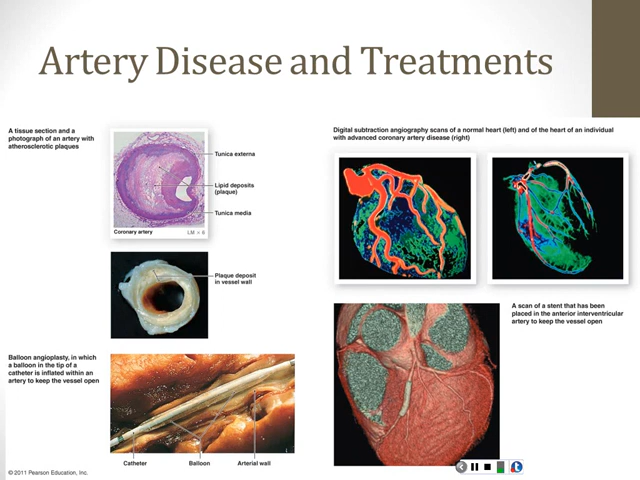 Artery Disease and Treatments
A tissue section and a
photograph of an artery with
atherosclerotic plaques
Tunica externa
Lipid deposits
(plaque)
Tunica media
Coronary artery
LM × 6
Plaque deposit
in vessel wall
Balloon angioplasty, in which
a balloon in the tip of a
catheter is inflated within an
artery to keep the vessel open
Catheter
Balloon
Arterial wall
© 2011 Pearson Education, Inc.
Digital subtraction angiography scans of a normal heart (left) and of the heart of an individual
with advanced coronary artery disease (right)
A scan of a stent that has been
placed in the anterior interventricular
artery to keep the vessel open